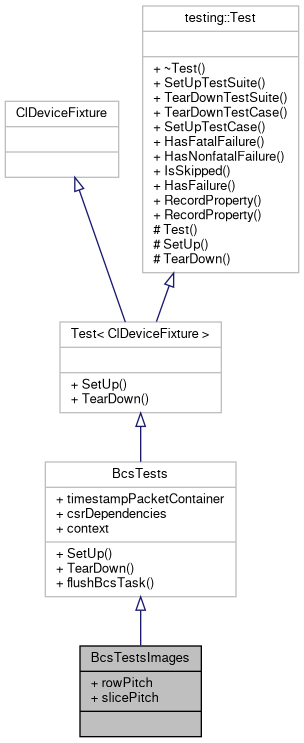 testing::Test
+ ~Test()
+ SetUpTestSuite()
+ TearDownTestSuite()
+ TearDownTestCase()
+ SetUpTestCase()
+ HasFatalFailure()
+ HasNonfatalFailure()
+ IsSkipped()
+ HasFailure()
+ RecordProperty()
+ RecordProperty()
# Test()
# SetUp()
# TearDown()
ClDeviceFixture
Test< ClDeviceFixture >
+ SetUp()
+ TearDown()
BcsTests
+ timestampPacketContainer
+ csrDependencies
+ context
+ SetUp()
+ TearDown()
+ flushBcsTask()
BcsTestsImages
+ rowPitch
+ slicePitch